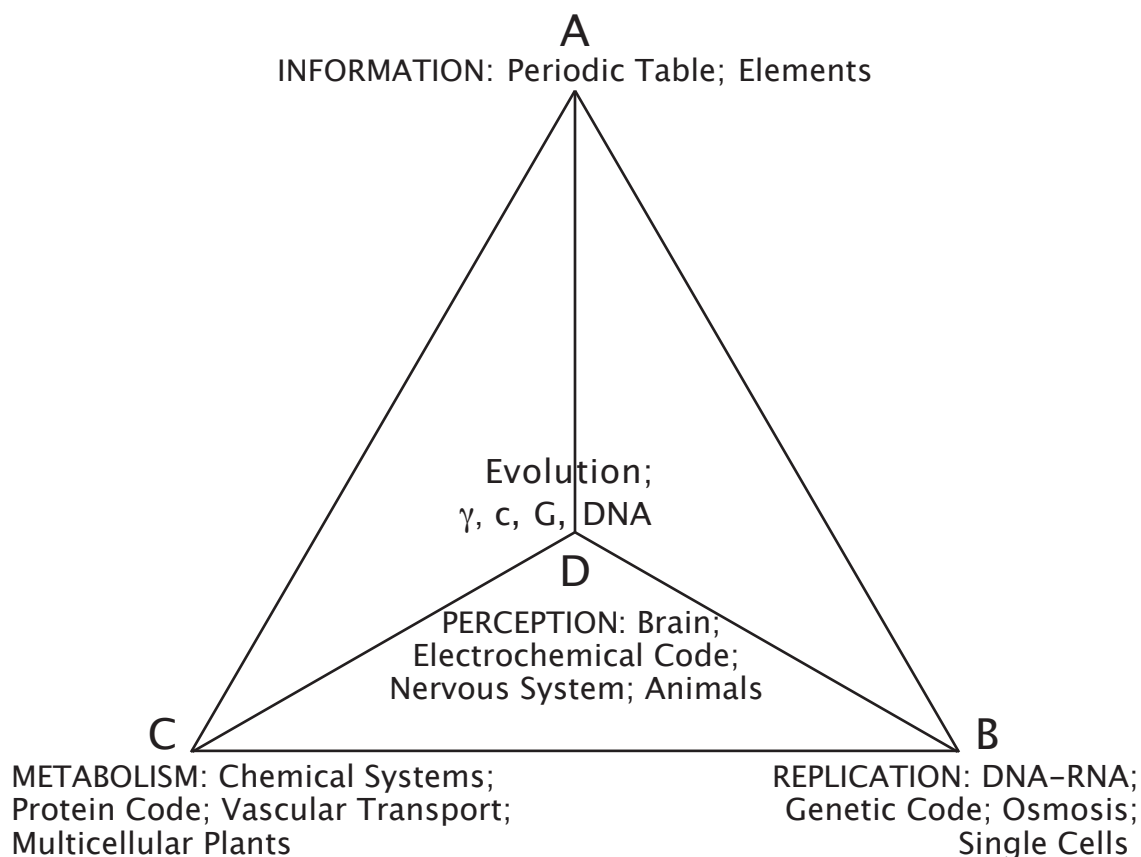 A
INFORMATION: Periodic Table; Elements
Evolution;
γ, c, G, DNA
D
PERCEPTION: Brain;
Electrochemical Code;
Nervous System; Animals
C
METABOLISM: Chemical Systems;
Protein Code; Vascular Transport;
Multicellular Plants
B
REPLICATION: DNA–RNA;
Genetic Code; Osmosis;
Single Cells